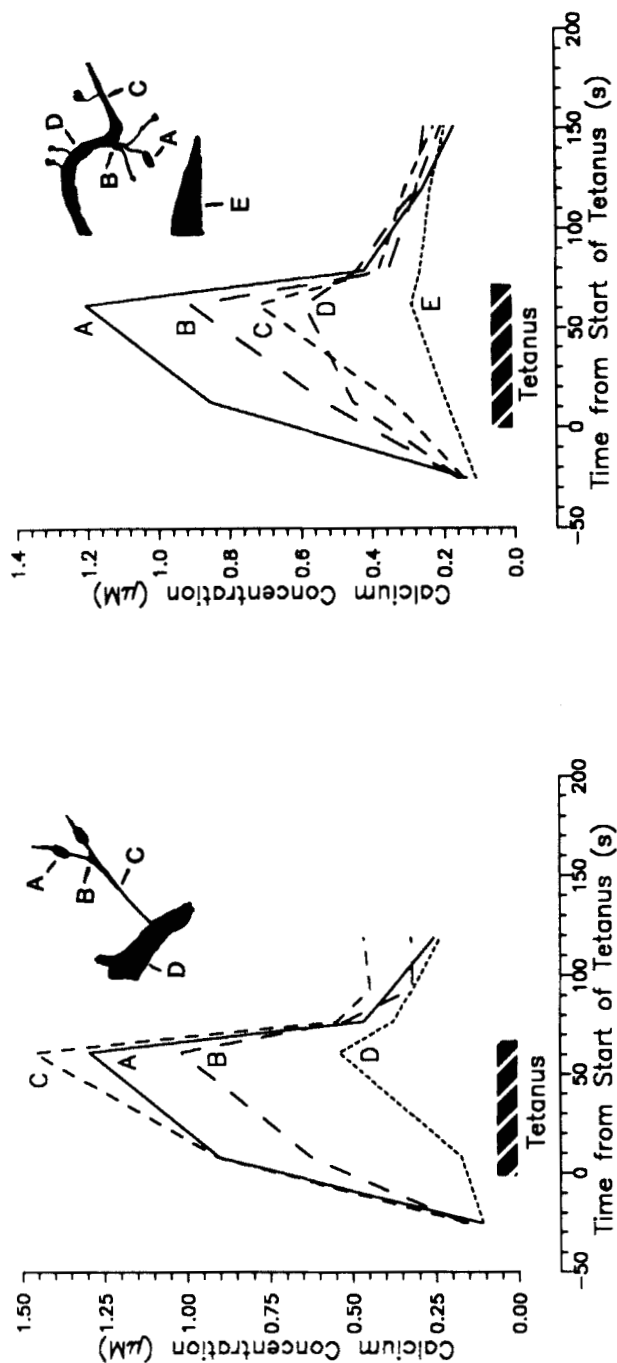 1.50
1.25
1.00
0.75
0.50
0.25
0.00
Calcium Concentration (μM)
C
A
B
D
A
B
C
D
Tetanus
−50
0
50
100
150
200
Time from Start of Tetanus (s)
1.4
1.2
1.0
0.8
0.6
0.4
0.2
0.0
Calcium Concentration (μM)
A
B
C
D
E
D
B
C
A
E
Tetanus
−50
0
50
100
150
200
Time from Start of Tetanus (s)